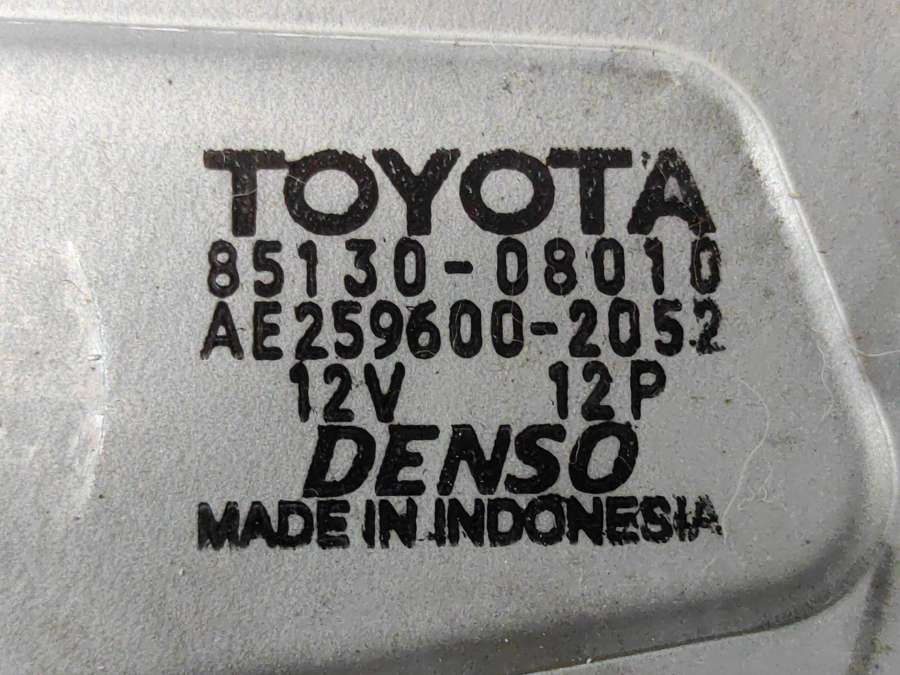 TOYOTA
85130-08010
AE259600-2052
12V 12P
DENSO
MADE IN INDONESIA